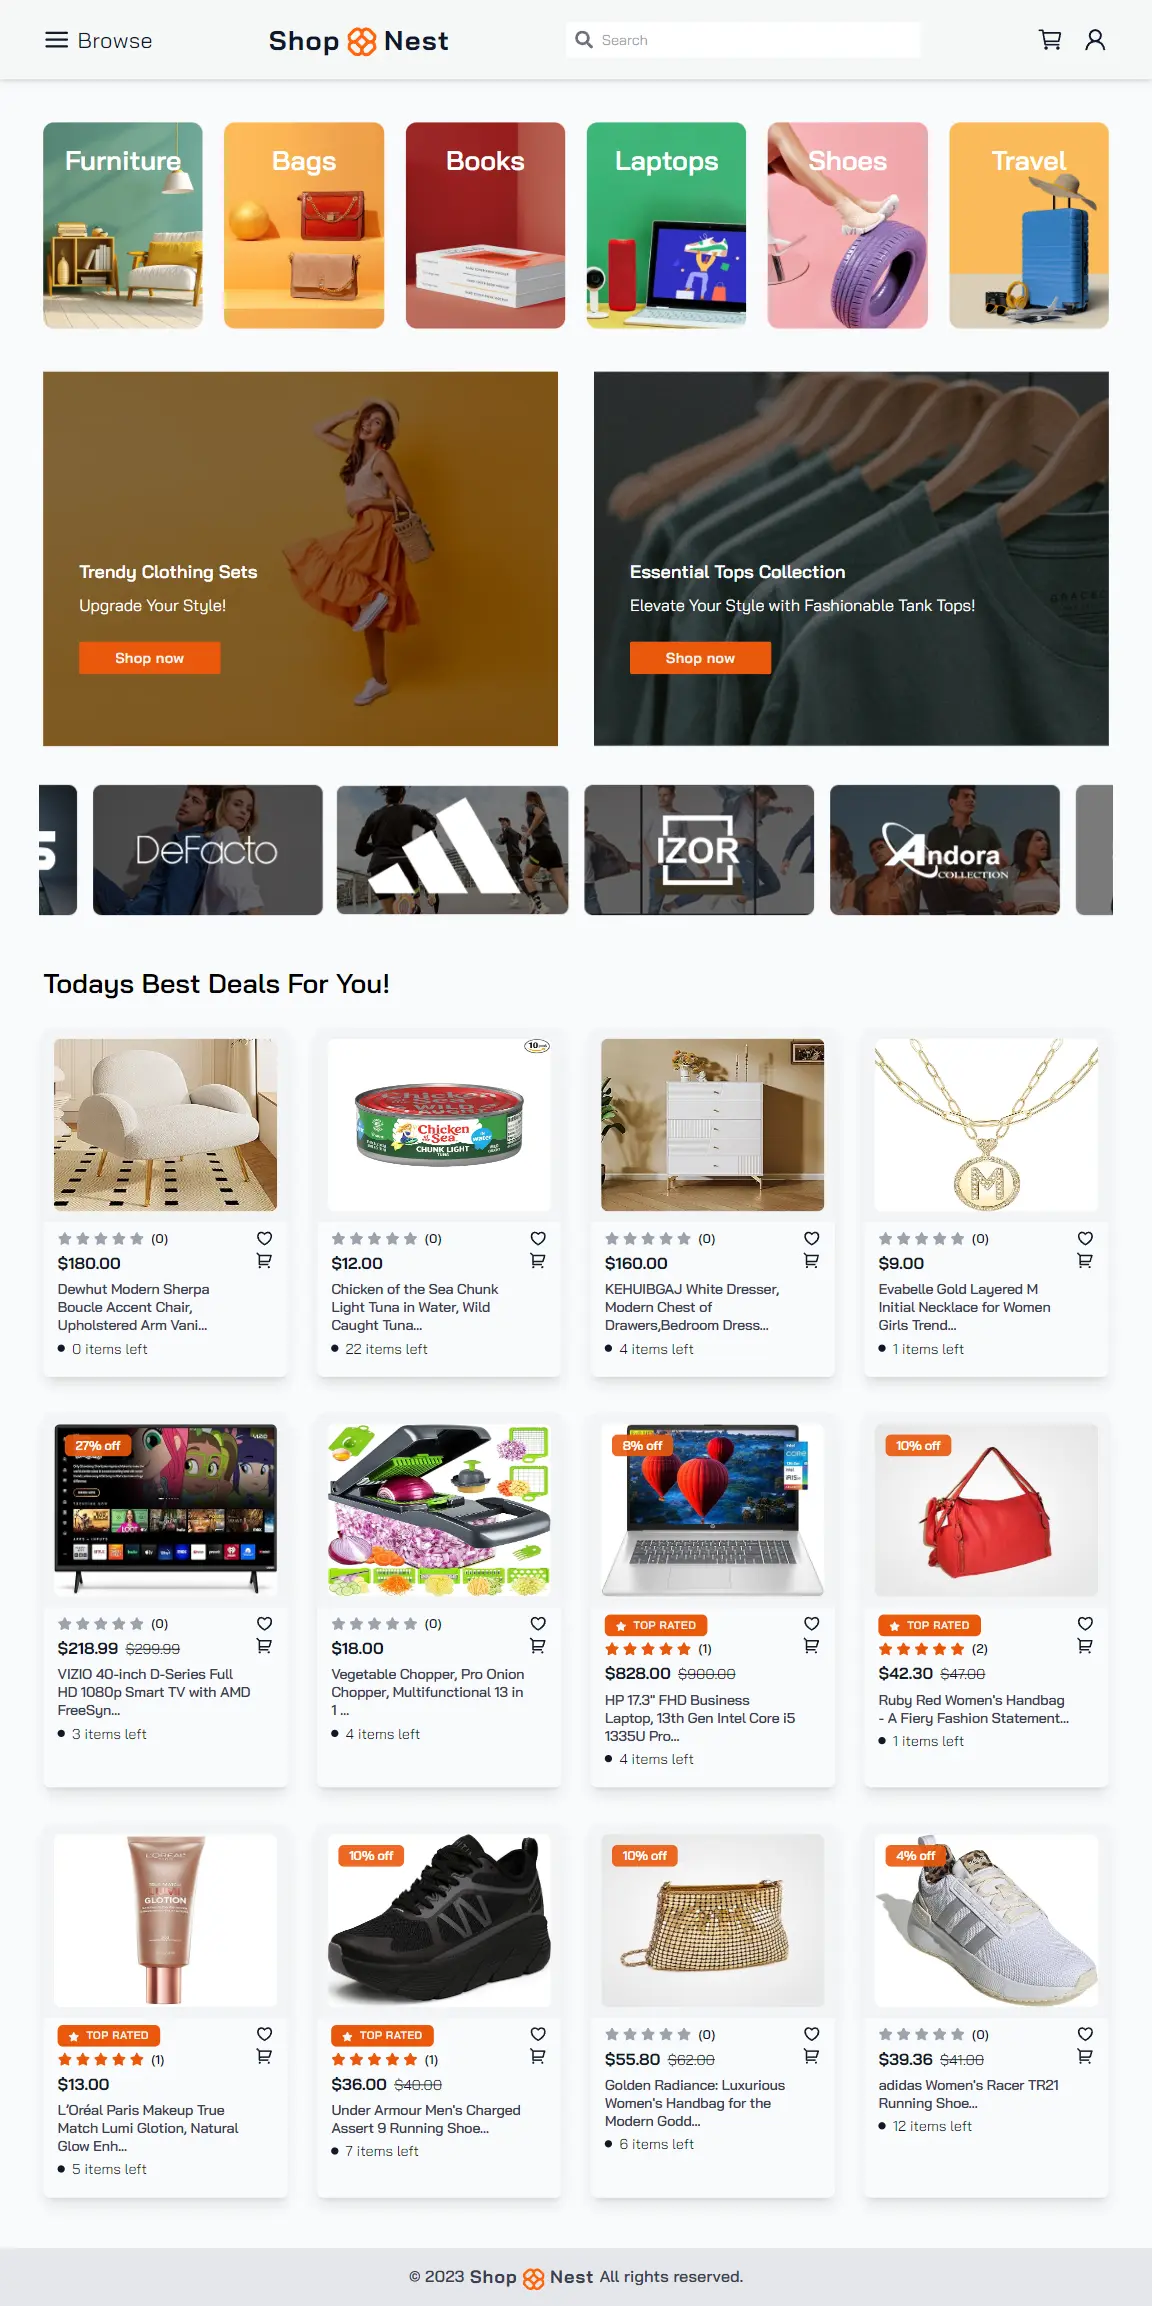 Browse
Shop Nest
Search
Furniture
Bags
Books
Laptops
Shoes
Travel
Trendy Clothing Sets
Upgrade Your Style!
Shop now
Essential Tops Collection
Elevate Your Style with Fashionable Tank Tops!
Shop now
S
DeFacto
IZOR
Andora
COLLECTION
Todays Best Deals For You!
10
Chicken
of the Sea
CHUNK LIGHT
TUNA
M
(0)
$180.00
Dewhut Modern Sherpa
Boucle Accent Chair,
Upholstered Arm Vani...
0 items left
(0)
$12.00
Chicken of the Sea Chunk
Light Tuna in Water, Wild
Caught Tuna...
22 items left
(0)
$160.00
KEHUIBGAJ White Dresser,
Modern Chest of
Drawers,Bedroom Dress...
4 items left
(0)
$9.00
Evabelle Gold Layered M
Initial Necklace for Women
Girls Trend...
1 items left
27% off
(0)
$218.99 $299.99
VIZIO 40-inch D-Series Full
HD 1080p Smart TV with AMD
FreeSyn...
3 items left
(0)
$18.00
Vegetable Chopper, Pro Onion
Chopper, Multifunctional 13 in
1 ...
4 items left
8% off
intel
CORE
TOP RATED
(1)
$828.00 $900.00
HP 17.3" FHD Business
Laptop, 13th Gen Intel Core i5
1335U Pro...
4 items left
10% off
TOP RATED
(2)
$42.30 $47.00
Ruby Red Women's Handbag
- A Fiery Fashion Statement...
1 items left
L'ORÉAL
GLOTION
TOP RATED
(1)
$13.00
L’Oréal Paris Makeup True
Match Lumi Glotion, Natural
Glow Enh...
5 items left
10% off
TOP RATED
(1)
$36.00 $40.00
Under Armour Men's Charged
Assert 9 Running Shoe...
7 items left
10% off
(0)
$55.80 $62.00
Golden Radiance: Luxurious
Women's Handbag for the
Modern Godd...
6 items left
4% off
(0)
$39.36 $41.00
adidas Women's Racer TR21
Running Shoe...
12 items left
© 2023 Shop Nest All rights reserved.